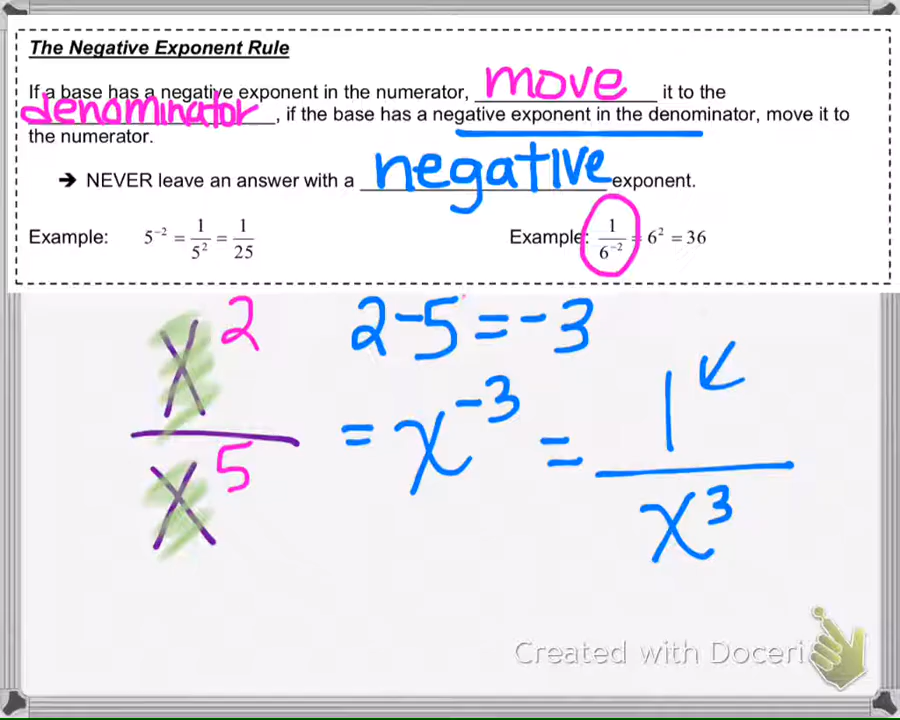 The Negative Exponent Rule
If a base has a negative exponent in the numerator, move it to the
denominator, if the base has a negative exponent in the denominator, move it to
the numerator.
➔ NEVER leave an answer with a negative exponent.
Example: 5⁻² = 1/5² = 1/25 Example: 1/6⁻² = 6² = 36
2-5=-3
x²/x⁵ = x⁻³ = 1/x³
Created with Doceri